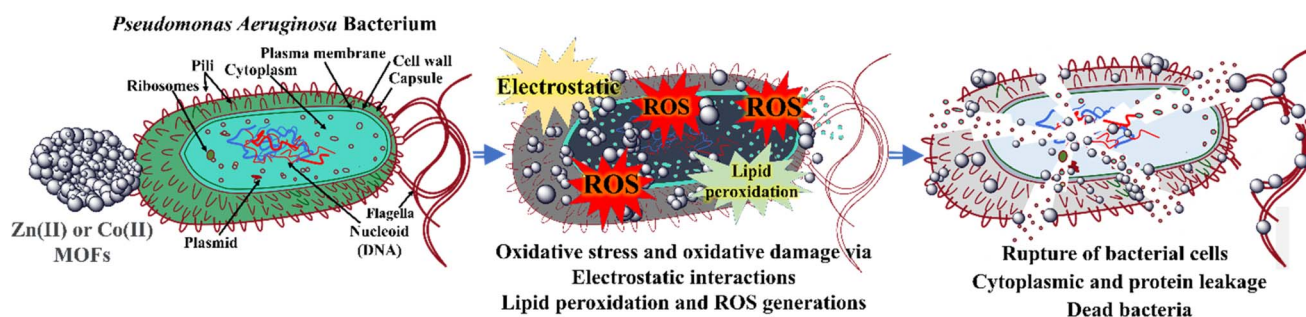 Pseudomonas Aeruginosa Bacterium
Plasma membrane
Cell wall
Pili
Cytoplasm
Capsule
Ribosomes
Flagella
Nucleoid
(DNA)
Plasmid
Zn(II) or Co(II)
MOFs
Electrostatic
ROS
ROS
ROS
Lipid
peroxidation
Oxidative stress and oxidative damage via
Electrostatic interactions
Lipid peroxidation and ROS generations
Rupture of bacterial cells
Cytoplasmic and protein leakage
Dead bacteria